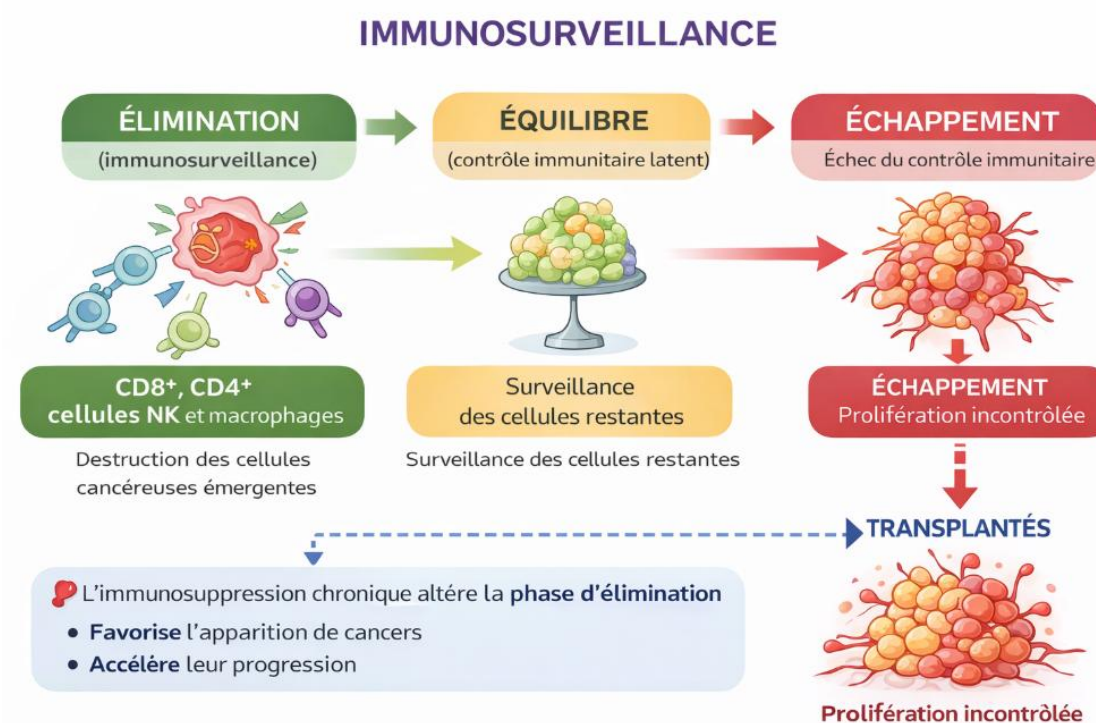 IMMUNOSURVEILLANCE
ÉLIMINATION
(immunosurveillance)
ÉQUILIBRE
(contrôle immunitaire latent)
ÉCHAPPEMENT
Échec du contrôle immunitaire
CD8+, CD4+
cellules NK et macrophages
Destruction des cellules
cancéreuses émergentes
Surveillance
des cellules restantes
Surveillance des cellules restantes
ÉCHAPPEMENT
Prolifération incontrôlée
TRANSPLANTÉS
L'immunosuppression chronique altére la phase d'élimination
• Favorise l'apparition de cancers
• Accélère leur progression
Prolifération incontrôlée